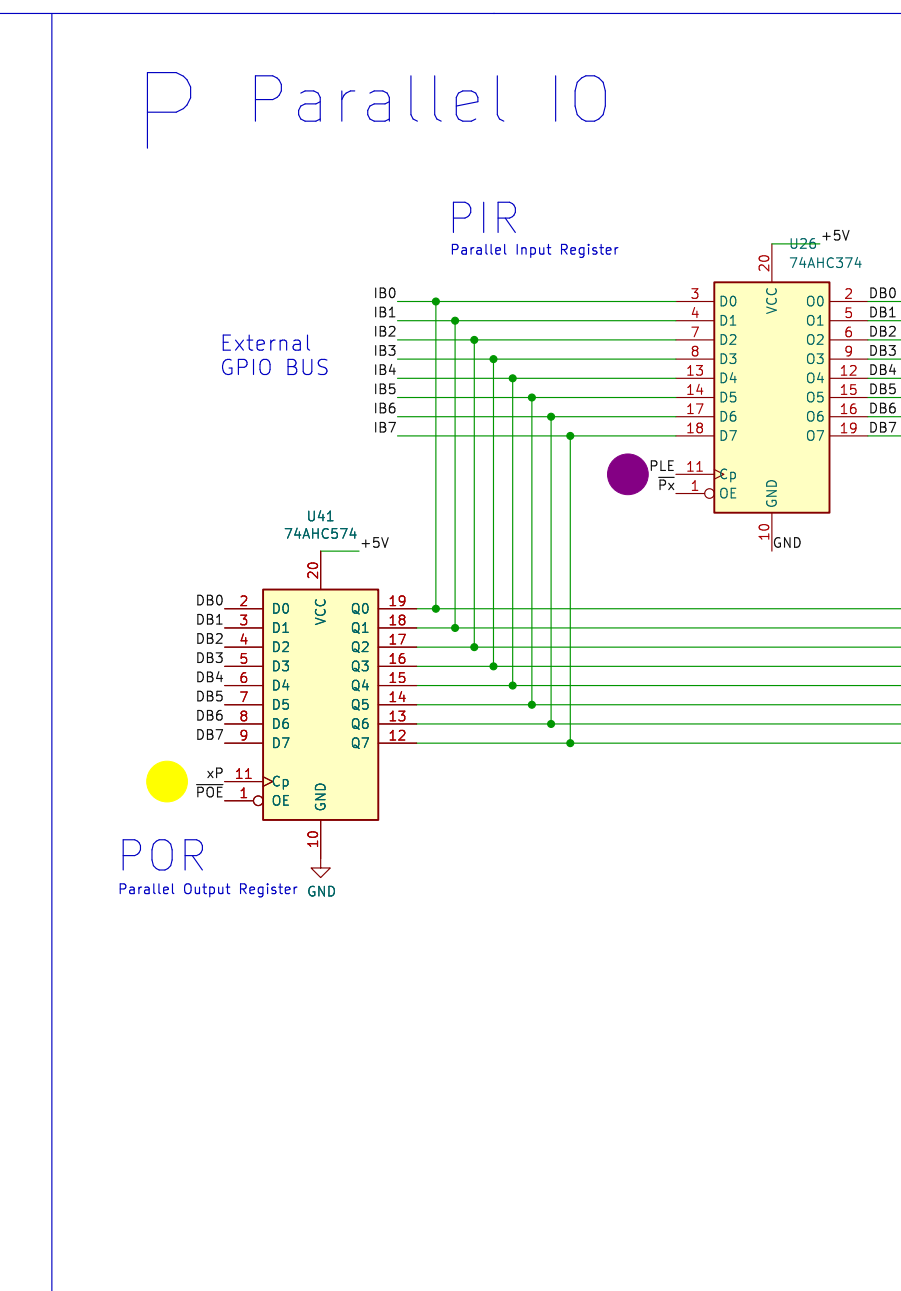 P Parallel IO
PIR
Parallel Input Register
U26
+5V
74AHC374
20
VCC
IB0 3 D0 O0 2 DB0
IB1 4 D1 O1 5 DB1
IB2 7 D2 O2 6 DB2
IB3 8 D3 O3 9 DB3
IB4 13 D4 O4 12 DB4
IB5 14 D5 O5 15 DB5
IB6 17 D6 O6 16 DB6
IB7 18 D7 O7 19 DB7
External
GPIO BUS
PLE 11 Cp
Px 1 OE
GND
10
GND
U41
74AHC574
+5V
20
VCC
DB0 2 D0 Q0 19
DB1 3 D1 Q1 18
DB2 4 D2 Q2 17
DB3 5 D3 Q3 16
DB4 6 D4 Q4 15
DB5 7 D5 Q5 14
DB6 8 D6 Q6 13
DB7 9 D7 Q7 12
xP 11 Cp
POE 1 OE
GND
10
POR
Parallel Output Register
GND